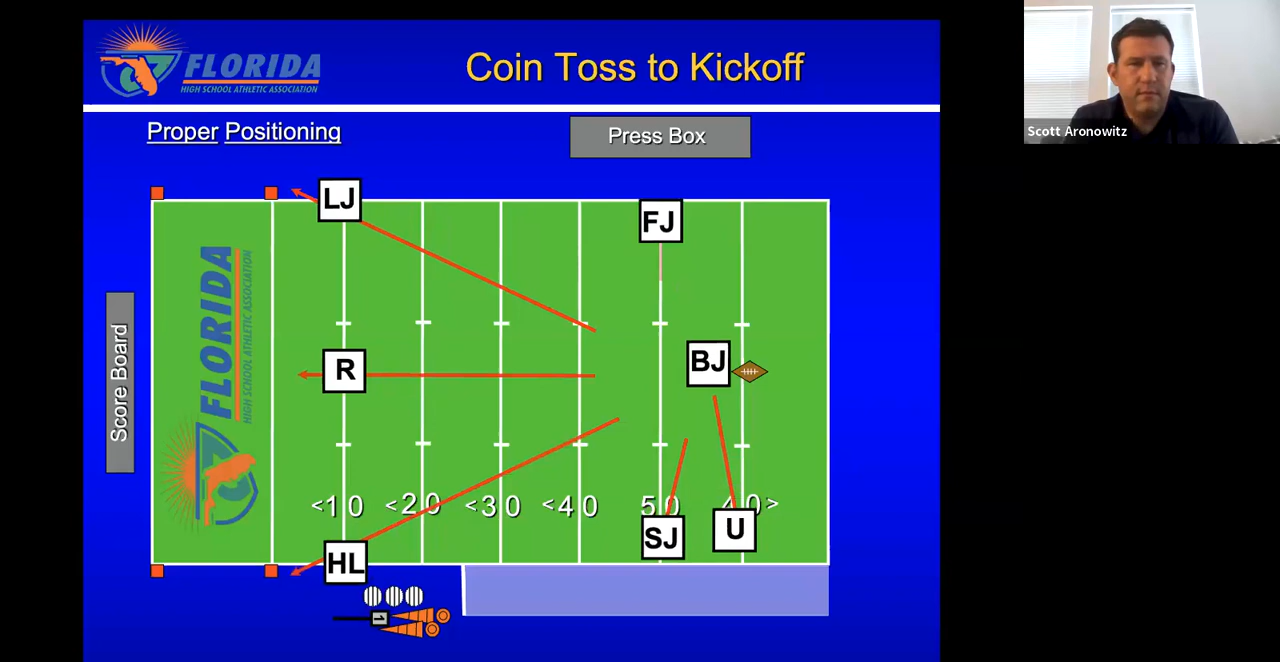 FLORIDA
HIGH SCHOOL ATHLETIC ASSOCIATION
Coin Toss to Kickoff
Scott Aronowitz
Proper Positioning
Press Box
LJ
FJ
Score Board
FLORIDA
HIGH SCHOOL ATHLETIC ASSOCIATION
R
BJ
<10 <20 <30 <40 50 40>
SJ
U
HL
1